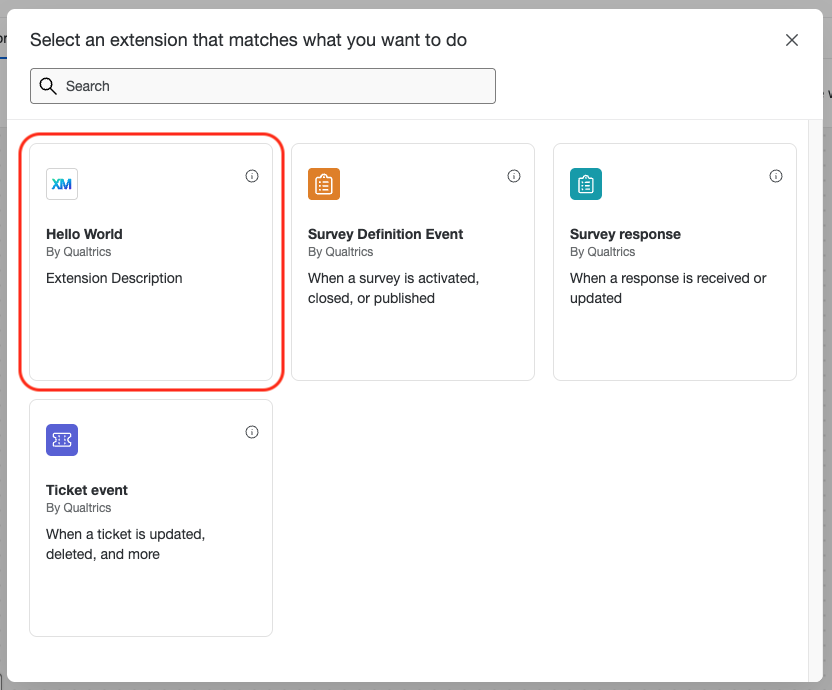 Select an extension that matches what you want to do
Search
XM
Hello World
By Qualtrics
Extension Description
Survey Definition Event
By Qualtrics
When a survey is activated,
closed, or published
Survey response
By Qualtrics
When a response is received or
updated
Ticket event
By Qualtrics
When a ticket is updated,
deleted, and more